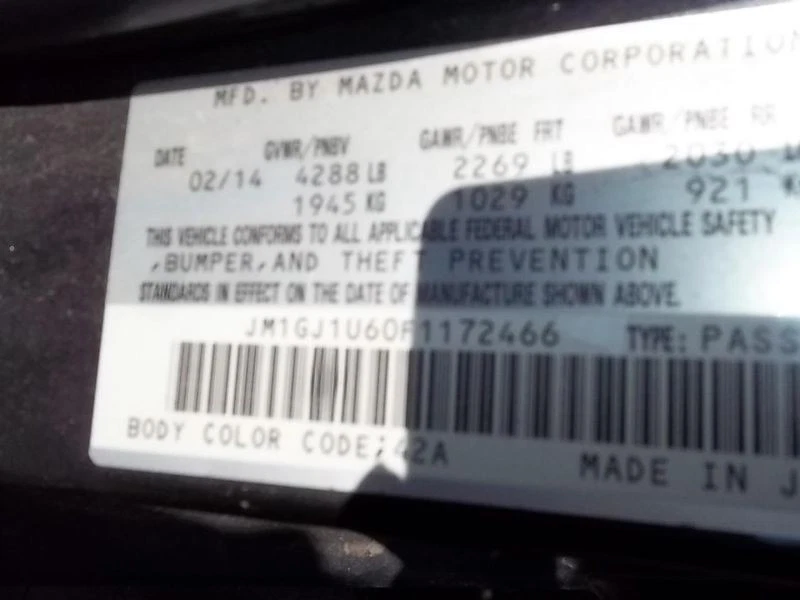 MFD. BY MAZDA MOTOR CORPORATION
DATE GVWR/PNBV GAWR/PNBE FRT GAWR/PNBE RR
02/14 4288 LB 2269 LB 2030
1945 KG 1029 KG 921 KG
THIS VEHICLE CONFORMS TO ALL APPLICABLE FEDERAL MOTOR VEHICLE SAFETY
,BUMPER,AND THEFT PREVENTION
STANDARDS IN EFFECT ON THE DATE OF MANUFACTURE SHOWN ABOVE.
JM1GJ1U60F1172466 TYPE: PASS
BODY COLOR CODE:42A MADE IN J